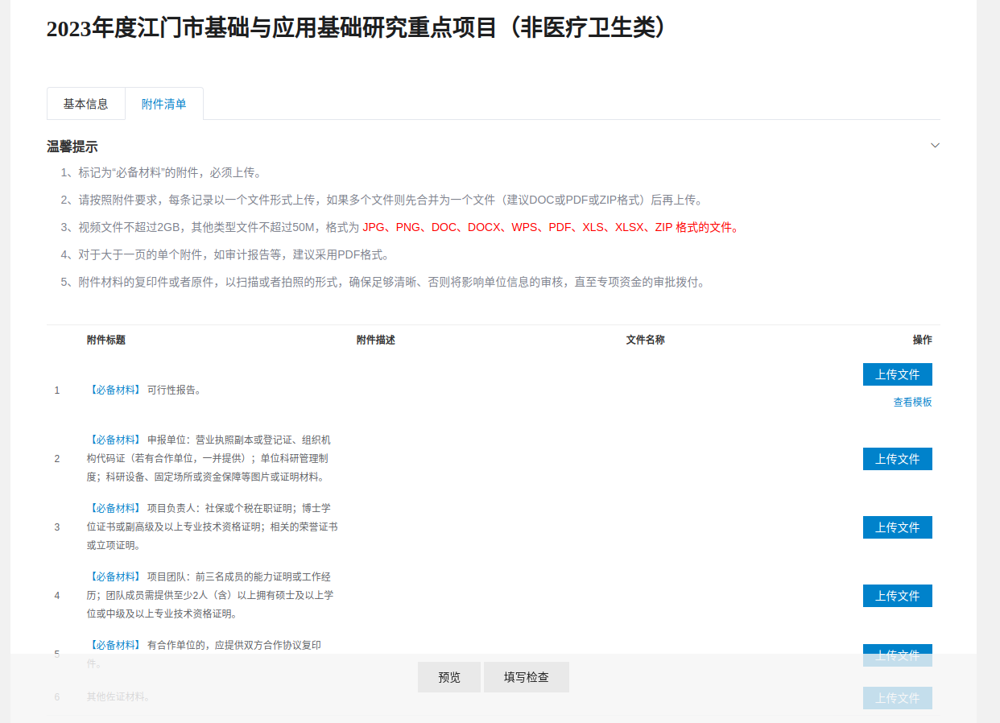 2023年度江门市基础与应用基础研究重点项目（非医疗卫生类）
基本信息
附件清单
温馨提示
1、标记为“必备材料”的附件，必须上传。
2、请按照附件要求，每条记录以一个文件形式上传，如果多个文件则先合并为一个文件（建议DOC或PDF或ZIP格式）后再上传。
3、视频文件不超过2GB，其他类型文件不超过50M，格式为 JPG、PNG、DOC、DOCX、WPS、PDF、XLS、XLSX、ZIP 格式的文件。
4、对于大于一页的单个附件，如审计报告等，建议采用PDF格式。
5、附件材料的复印件或者原件，以扫描或者拍照的形式，确保足够清晰、否则将影响单位信息的审核，直至专项资金的审批拨付。
附件标题 附件描述 文件名称 操作
1 【必备材料】 可行性报告。
上传文件
查看模板
【必备材料】 申报单位：营业执照副本或登记证、组织机
2 构代码证（若有合作单位，一并提供）；单位科研管理制 上传文件
度；科研设备、固定场所或资金保障等图片或证明材料。
【必备材料】 项目负责人：社保或个税在职证明；博士学
3 位证书或副高级及以上专业技术资格证明；相关的荣誉证书 上传文件
或立项证明。
【必备材料】 项目团队：前三名成员的能力证明或工作经
4 历；团队成员需提供至少2人（含）以上拥有硕士及以上学 上传文件
位或中级及以上专业技术资格证明。
【必备材料】 有合作单位的，应提供双方合作协议复印
5 上传文件
件。
预览 填写检查
6 其他佐证材料。 上传文件